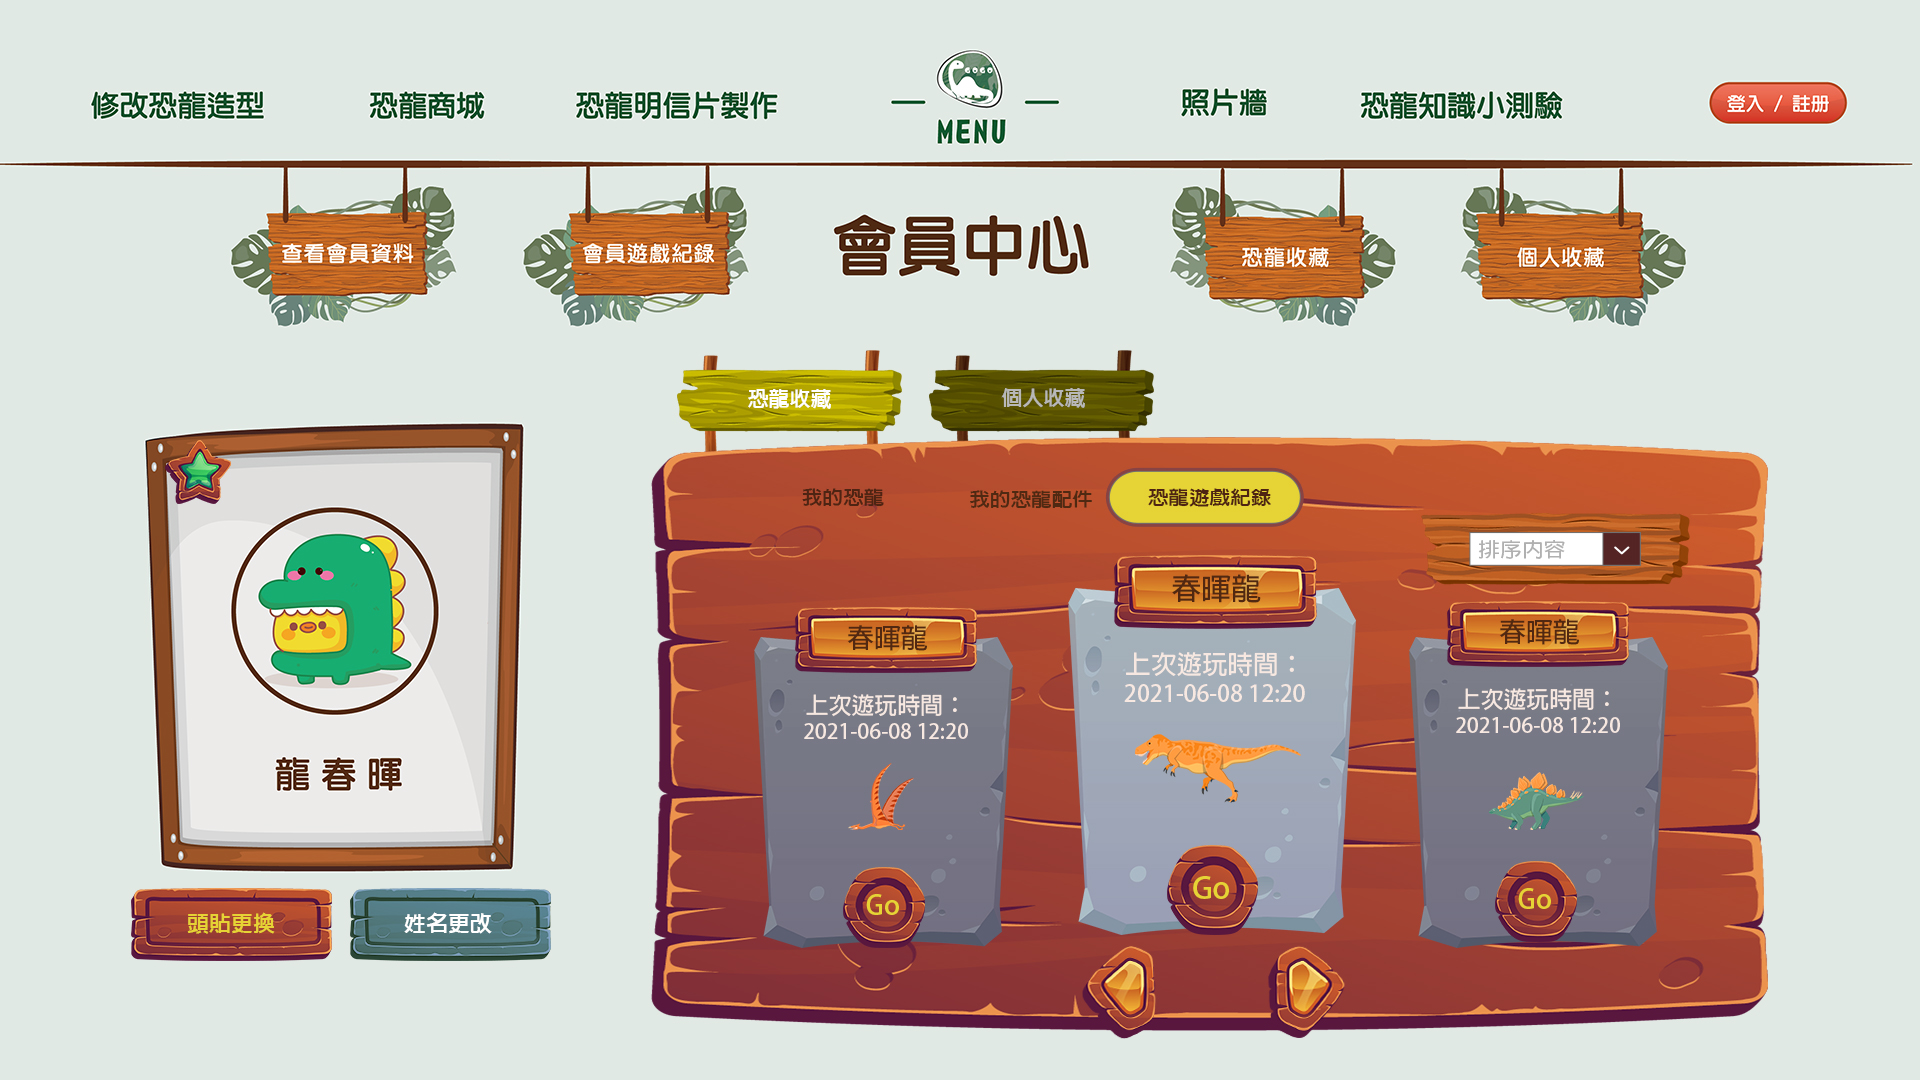 修改恐龍造型
恐龍商城
恐龍明信片製作
GOGO
MENU
照片牆
恐龍知識小測驗
登入 / 註冊
查看會員資料
會員遊戲紀錄
會員中心
恐龍收藏
個人收藏
恐龍收藏
個人收藏
我的恐龍
我的恐龍配件
恐龍遊戲紀錄
排序内容
龍春暉
頭貼更換
姓名更改
春暉龍
上次遊玩時間：
2021-06-08 12:20
Go
春暉龍
上次遊玩時間：
2021-06-08 12:20
Go
春暉龍
上次遊玩時間：
2021-06-08 12:20
Go